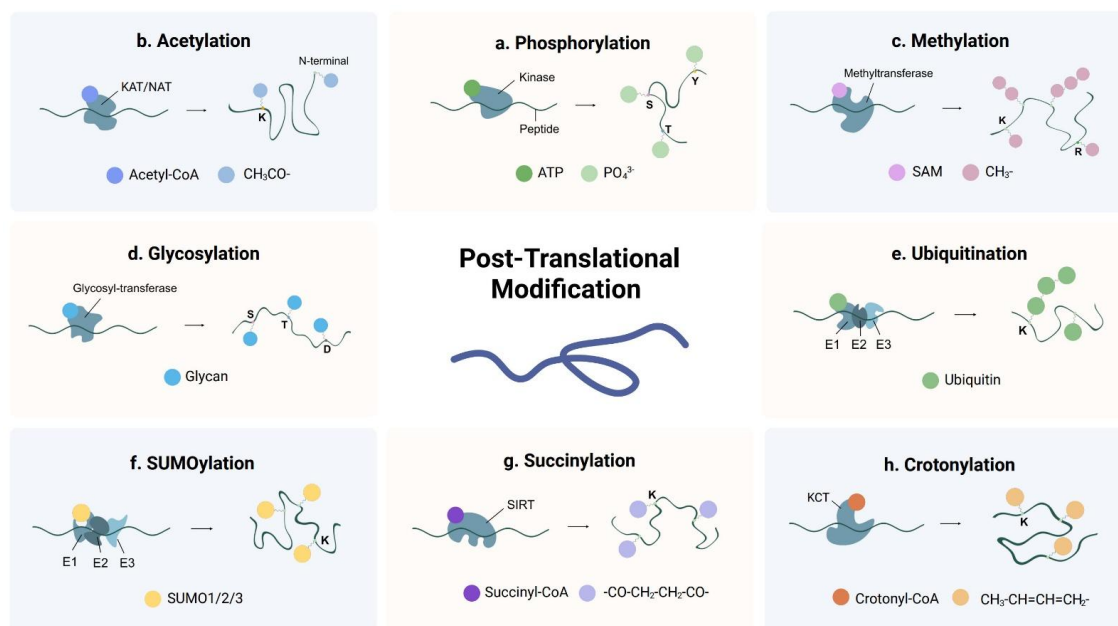 b. Acetylation
KAT/NAT
N-terminal
K
Acetyl-CoA
CH₃CO-
a. Phosphorylation
Kinase
Peptide
S
Y
T
ATP
PO₄³⁻
c. Methylation
Methyltransferase
K
R
SAM
CH₃-
d. Glycosylation
Glycosyl-transferase
S
T
D
Glycan
Post-Translational
Modification
e. Ubiquitination
E1
E2
E3
K
Ubiquitin
f. SUMOylation
E1
E2
E3
K
SUMO1/2/3
g. Succinylation
SIRT
K
Succinyl-CoA
-CO-CH₂-CH₂-CO-
h. Crotonylation
KCT
K
Crotonyl-CoA
CH₃-CH=CH=CH₂-